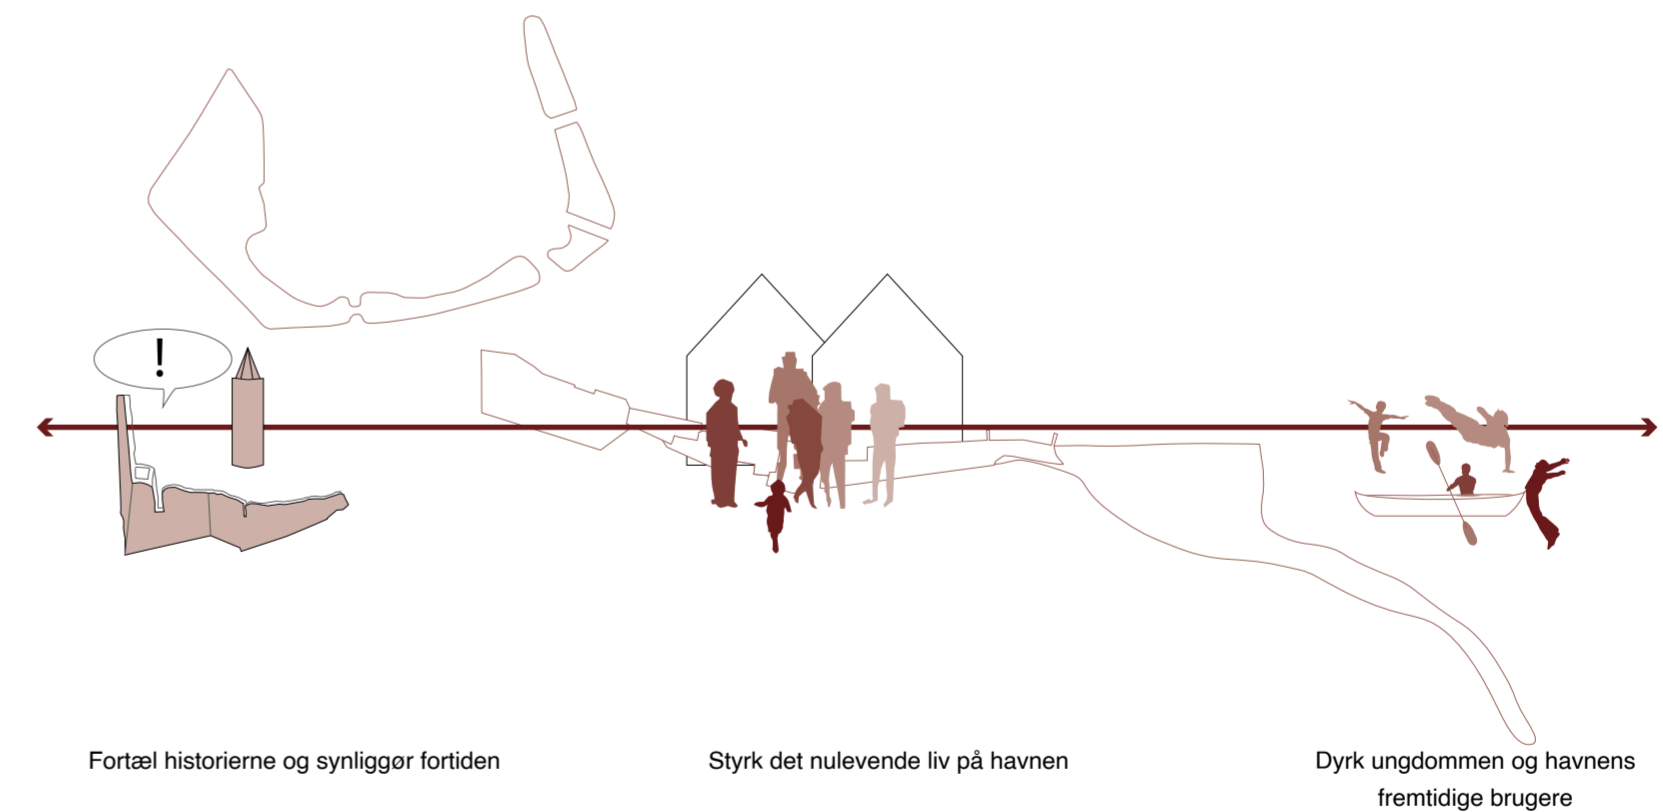 !
Fortæl historierne og synliggør fortiden
Styrk det nulevende liv på havnen
Dyrk ungdommen og havnens
fremtidige brugere